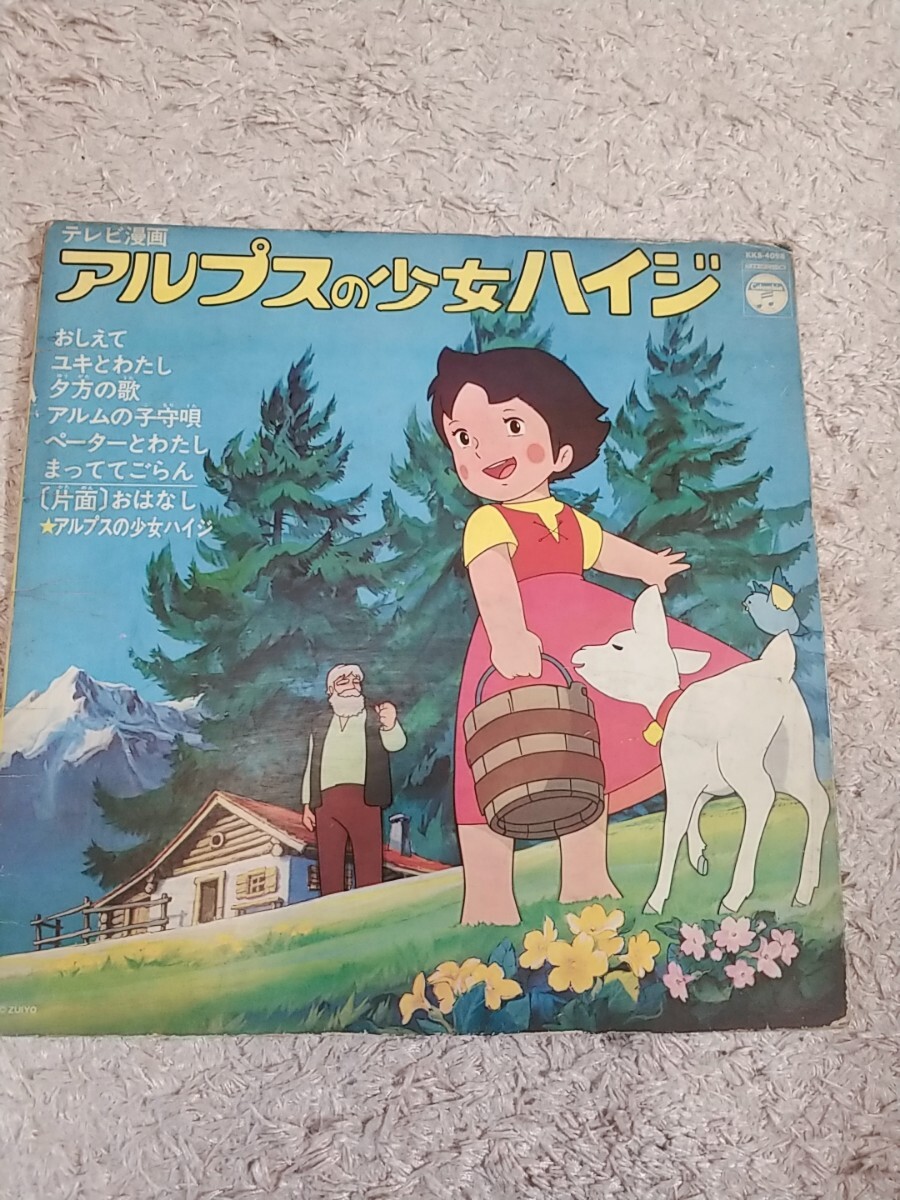 テレビ漫画
アルプスの少女ハイジ
Columbia
おしえて
ユキとわたし
夕方の歌
アルムの子守唄
ペーターとわたし
まっててごらん
〔片面〕おはなし
★アルプスの少女ハイジ
© ZUIYO